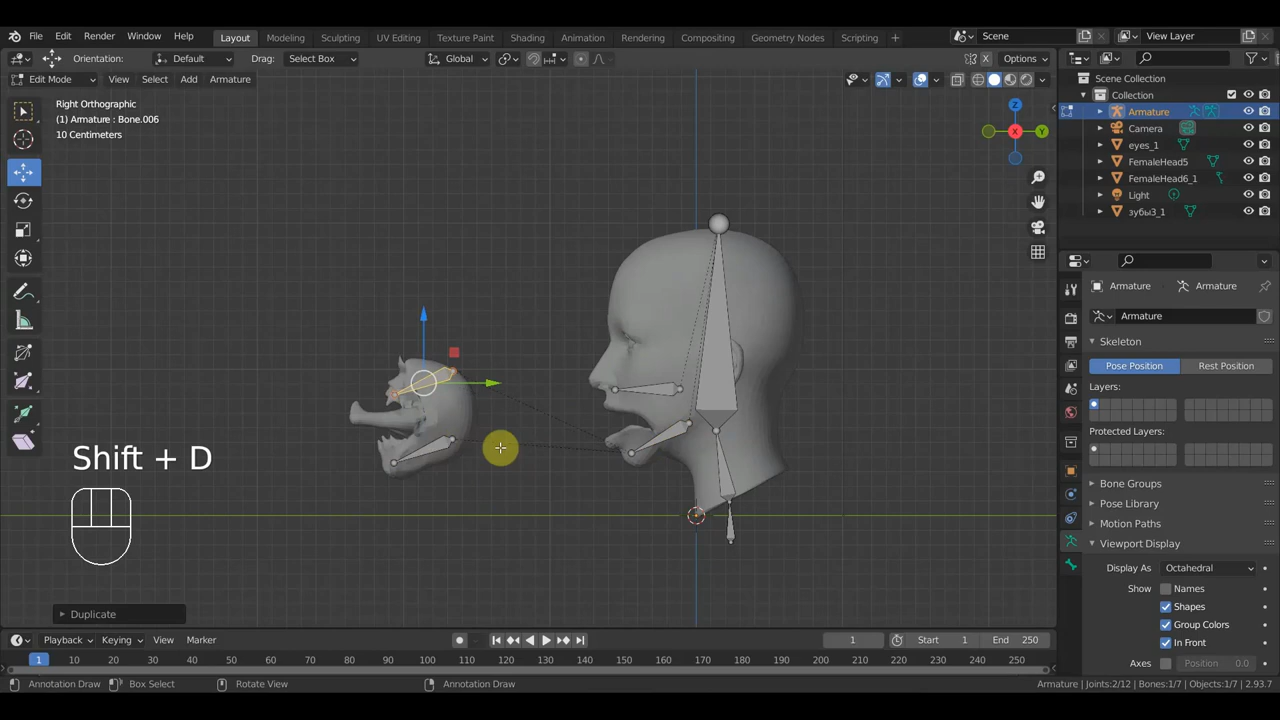 File Edit Render Window Help Layout Modeling Sculpting UV Editing Texture Paint Shading Animation Rendering Compositing Geometry Nodes Scripting + Scene View Layer
Orientation: Default Drag: Select Box Global Options
Edit Mode View Select Add Armature
Right Orthographic
(1) Armature : Bone.006
10 Centimeters
Z
X
Y
Scene Collection
Collection
Armature
Camera
eyes_1
FemaleHead5
FemaleHead6_1
Light
зубы3_1
Armature Armature
Armature
Skeleton
Pose Position Rest Position
Layers:
Protected Layers:
Bone Groups
Pose Library
Motion Paths
Viewport Display
Display As Octahedral
Show Names
Shapes
Group Colors
In Front
Axes Position 0.0
Shift + D
Duplicate
Playback Keying View Marker 1 Start 1 End 250
1 10 20 30 40 50 60 70 80 90 100 110 120 130 140 150 160 170 180 190 200 210 220 230 240 250
Annotation Draw Box Select Rotate View Annotation Draw Armature | Joints:2/12 | Bones:1/7 | Objects:1/7 | 2.93.7